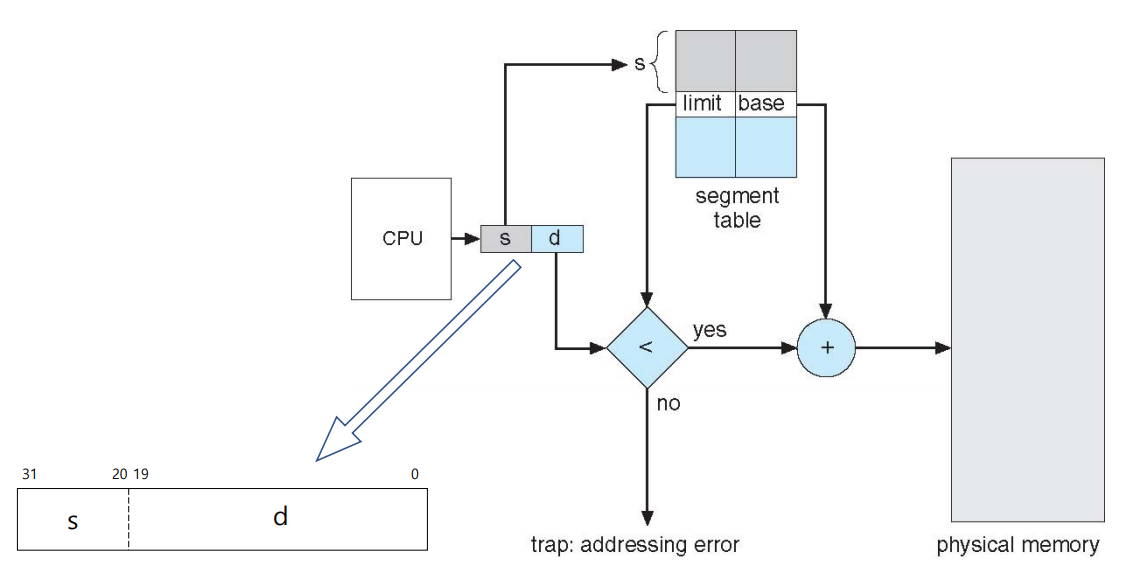 s
limit base
segment
table
CPU
s d
<
yes
+
no
31 20 19 0
s d
trap: addressing error
physical memory